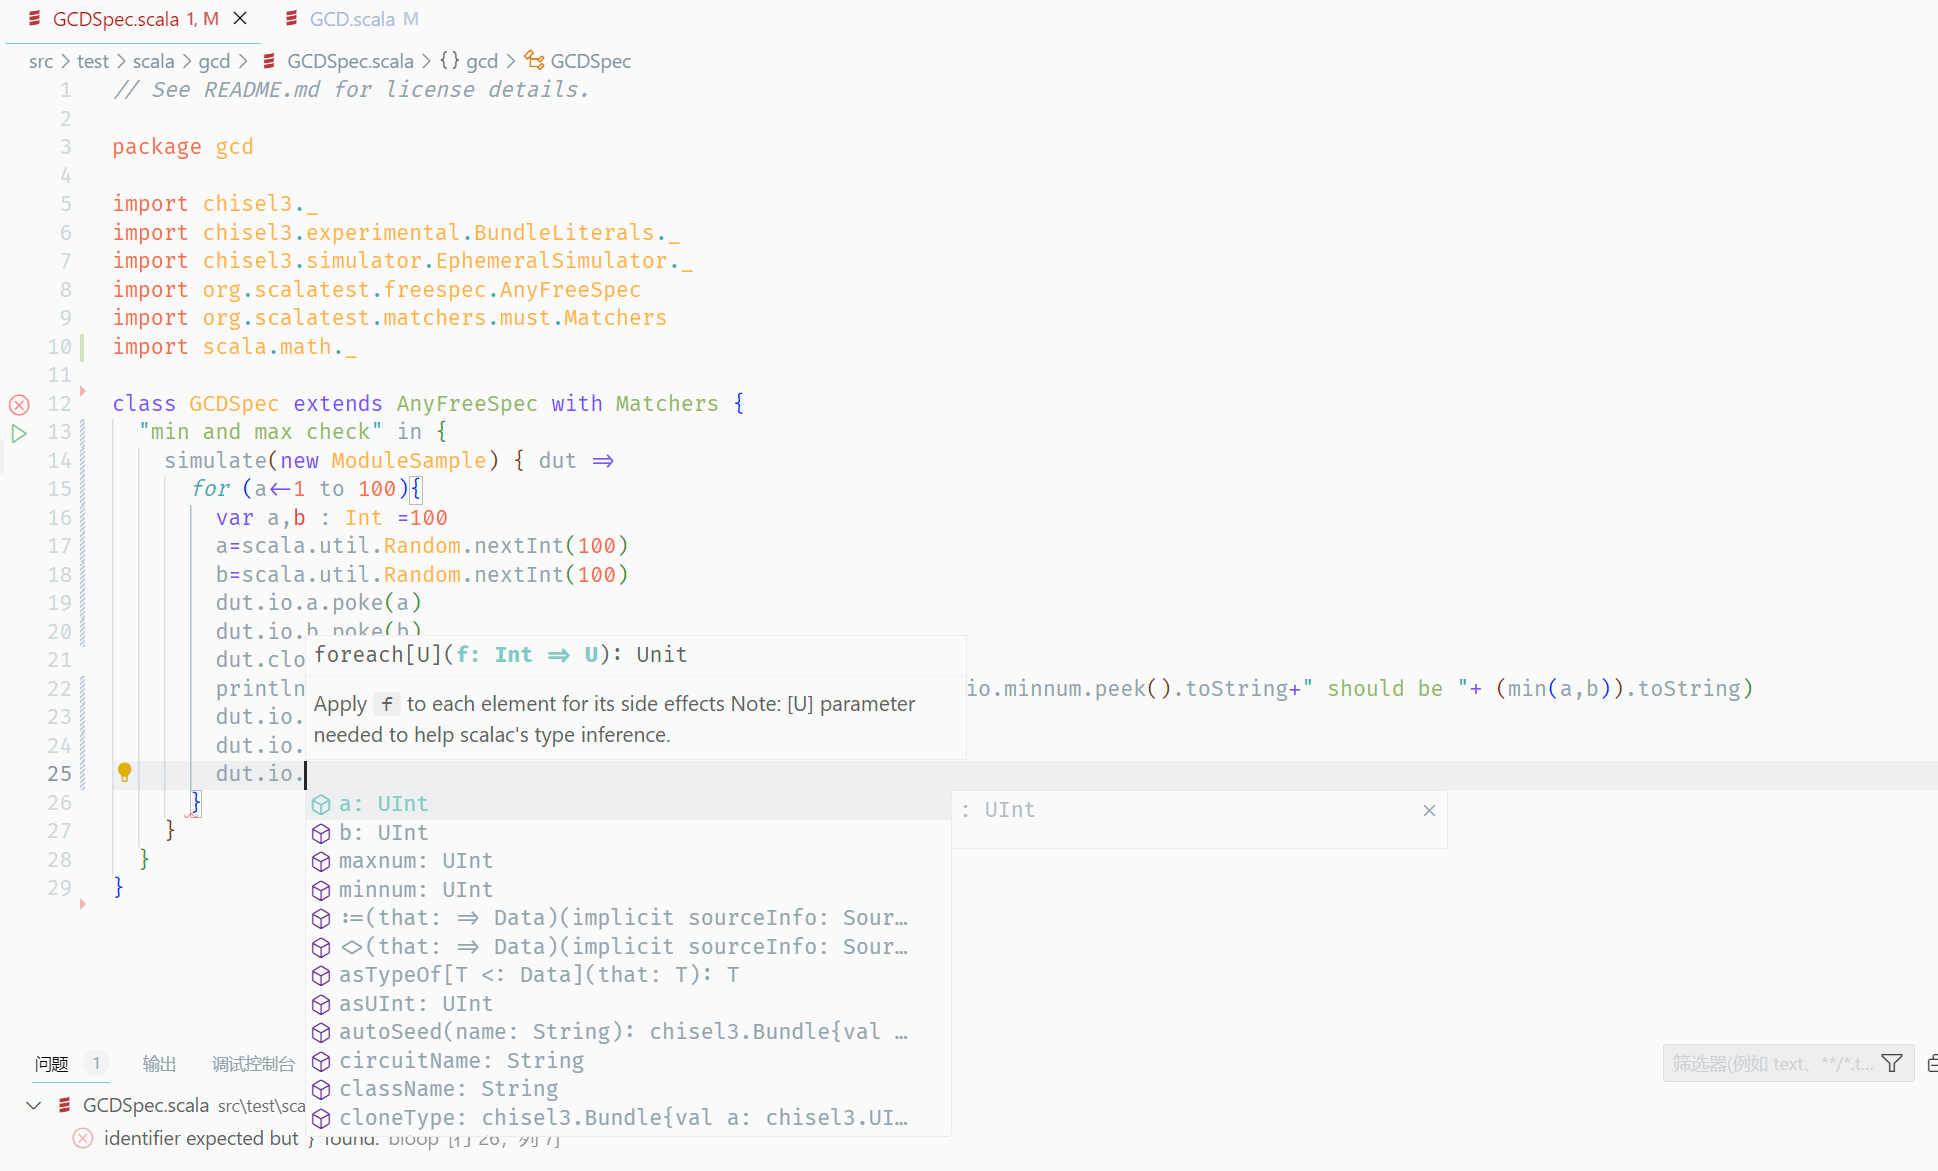 GCDSpec.scala 1, M
GCD.scala M
src > test > scala > gcd > GCDSpec.scala > {} gcd > GCDSpec
1 // See README.md for license details.
2
3 package gcd
4
5 import chisel3._
6 import chisel3.experimental.BundleLiterals._
7 import chisel3.simulator.EphemeralSimulator._
8 import org.scalatest.freespec.AnyFreeSpec
9 import org.scalatest.matchers.must.Matchers
10 import scala.math._
11
12 class GCDSpec extends AnyFreeSpec with Matchers {
13 "min and max check" in {
14 simulate(new ModuleSample) { dut =>
15 for (a<-1 to 100){
16 var a,b : Int =100
17 a=scala.util.Random.nextInt(100)
18 b=scala.util.Random.nextInt(100)
19 dut.io.a.poke(a)
20 dut.io.b.poke(b)
21 dut.clo
22 println io.minnum.peek().toString+" should be "+ (min(a,b)).toString)
23 dut.io.
24 dut.io.
25 dut.io.
26 }
27 }
28 }
29 }
foreach[U](f: Int => U): Unit
Apply f to each element for its side effects Note: [U] parameter
needed to help scalac's type inference.
a: UInt
b: UInt
maxnum: UInt
minnum: UInt
:=(that: => Data)(implicit sourceInfo: Sour…
<>(that: => Data)(implicit sourceInfo: Sour…
asTypeOf[T <: Data](that: T): T
asUInt: UInt
autoSeed(name: String): chisel3.Bundle{val …
circuitName: String
className: String
cloneType: chisel3.Bundle{val a: chisel3.UI…
: UInt
问题 1 输出 调试控制台
筛选器(例如 text、**/*.t...
GCDSpec.scala src\test\sca
identifier expected but } found. bloop [行 26, 列 7]